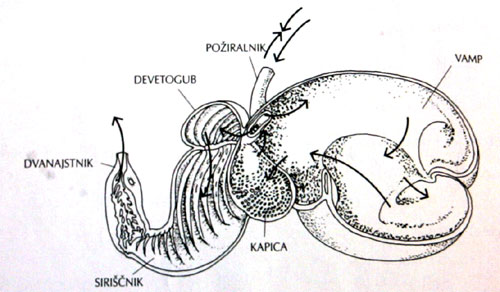 POŽIRALNIK
VAMP
DEVETOGUB
DVANAJSTNIK
KAPICA
SIRIŠČNIK